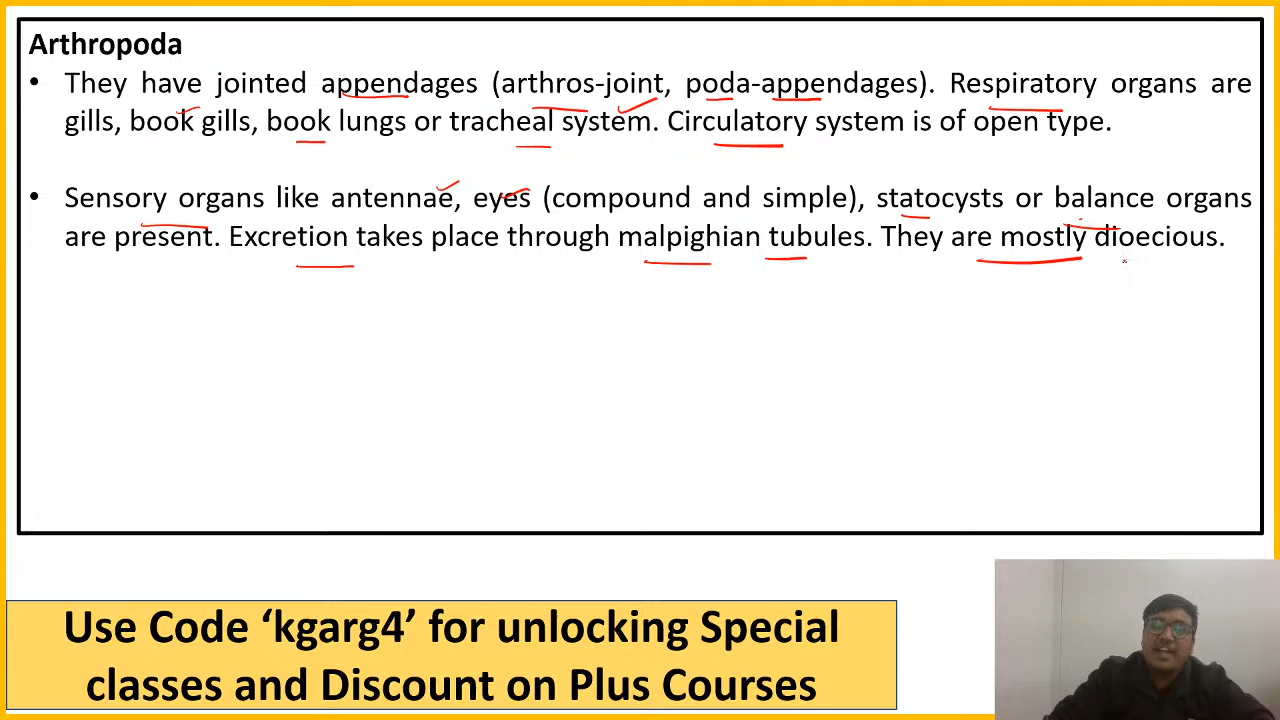 Arthropoda
• They have jointed appendages (arthros-joint, poda-appendages). Respiratory organs are
gills, book gills, book lungs or tracheal system. Circulatory system is of open type.
• Sensory organs like antennae, eyes (compound and simple), statocysts or balance organs
are present. Excretion takes place through malpighian tubules. They are mostly dioecious.
Use Code ‘kgarg4’ for unlocking Special
classes and Discount on Plus Courses